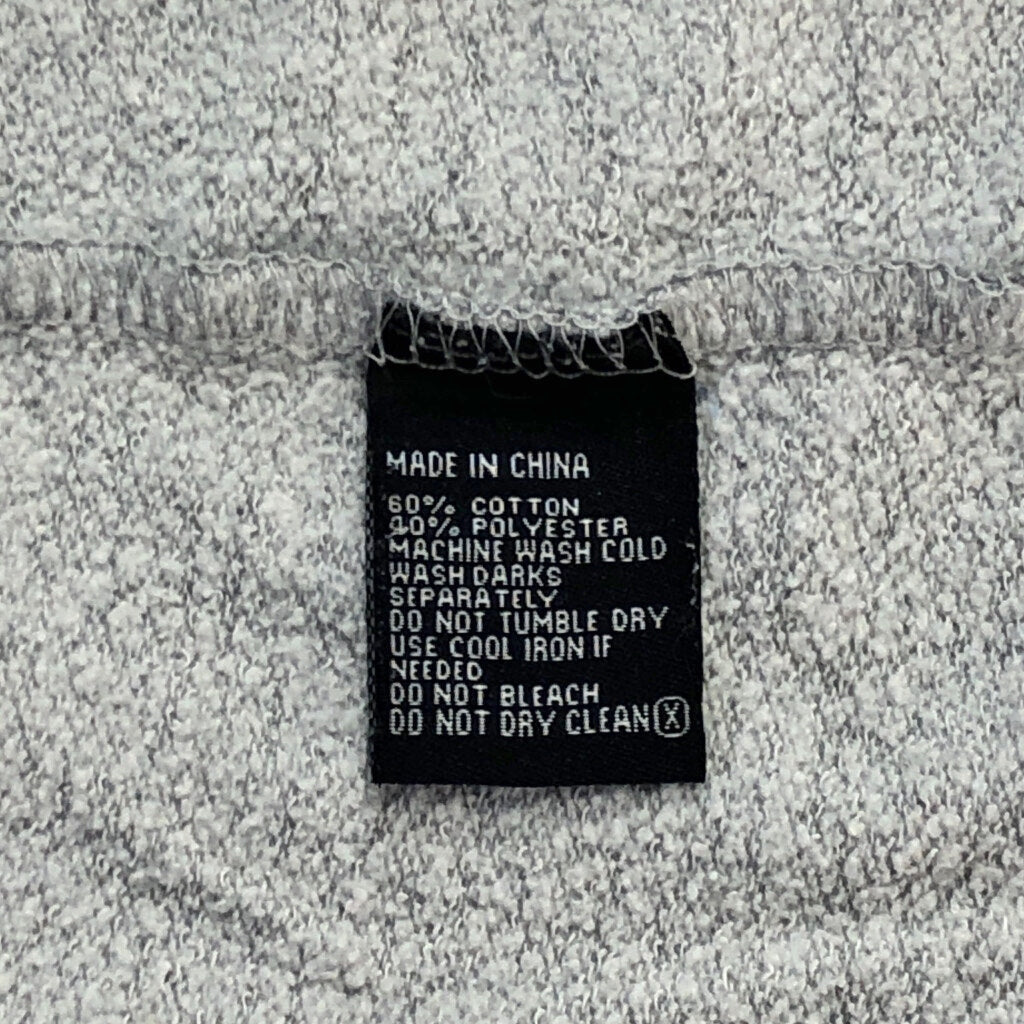 MADE IN CHINA
60% COTTON
40% POLYESTER
MACHINE WASH COLD
WASH DARKS
SEPARATELY
DO NOT TUMBLE DRY
USE COOL IRON IF
NEEDED
DO NOT BLEACH
DO NOT DRY CLEAN Ⓧ